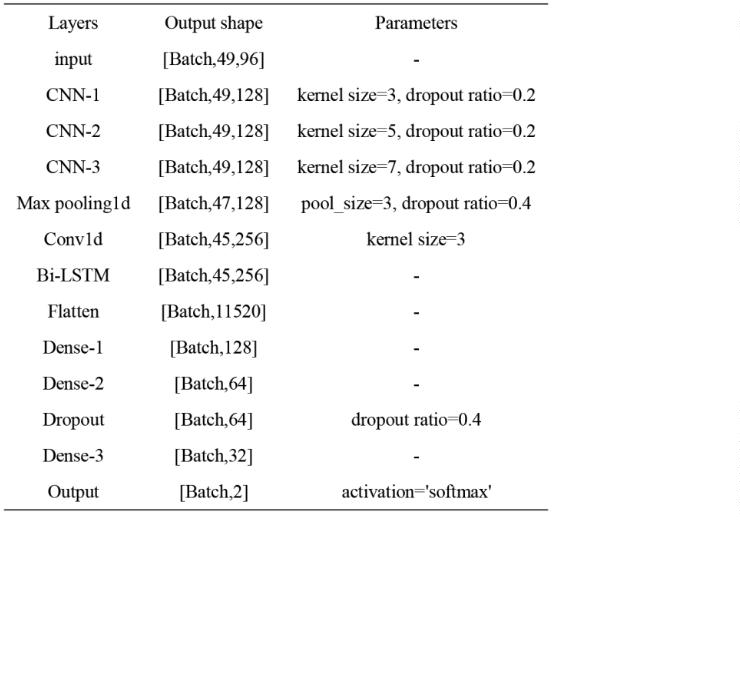 Layers Output shape Parameters
input [Batch,49,96] -
CNN-1 [Batch,49,128] kernel size=3, dropout ratio=0.2
CNN-2 [Batch,49,128] kernel size=5, dropout ratio=0.2
CNN-3 [Batch,49,128] kernel size=7, dropout ratio=0.2
Max pooling1d [Batch,47,128] pool_size=3, dropout ratio=0.4
Conv1d [Batch,45,256] kernel size=3
Bi-LSTM [Batch,45,256] -
Flatten [Batch,11520] -
Dense-1 [Batch,128] -
Dense-2 [Batch,64] -
Dropout [Batch,64] dropout ratio=0.4
Dense-3 [Batch,32] -
Output [Batch,2] activation='softmax'